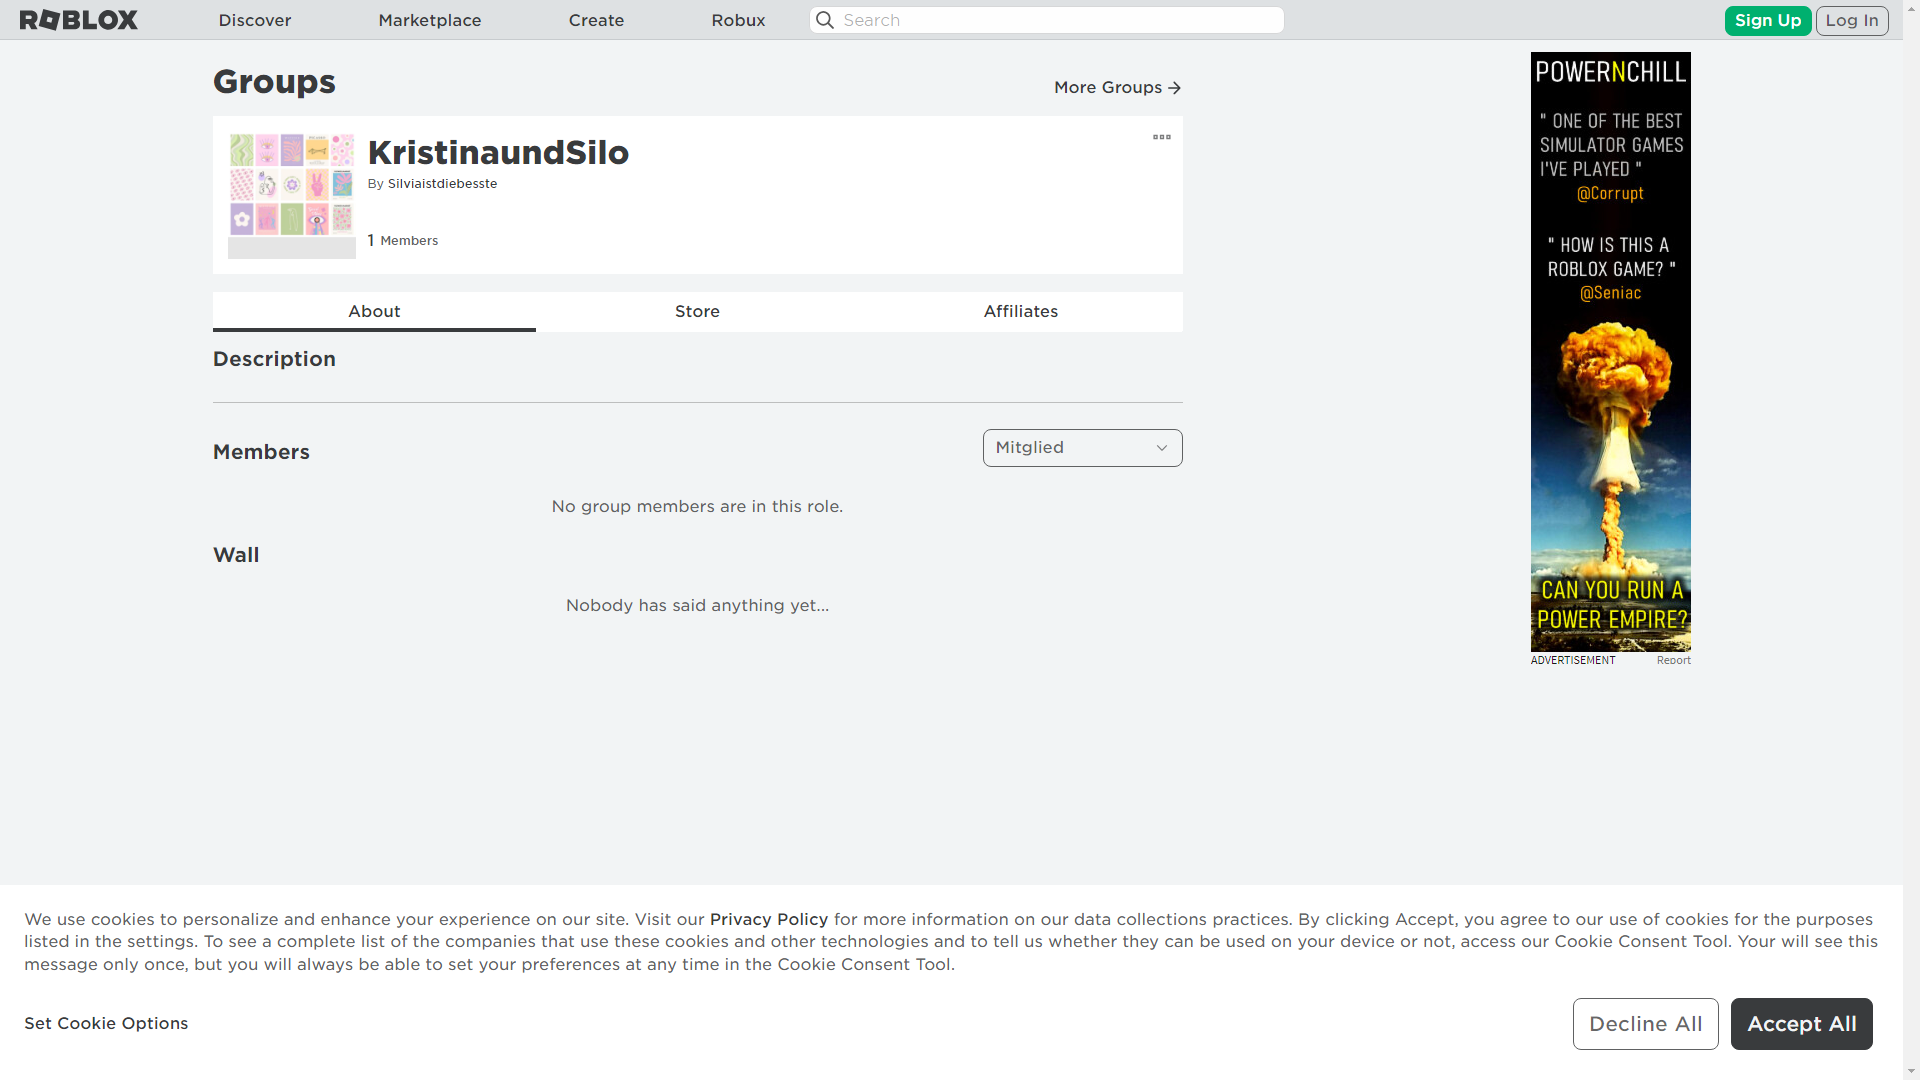 ROBLOX
Discover
Marketplace
Create
Robux
Search
Sign Up
Log In
Groups
More Groups
KristinaundSilo
By Silviaistdiebesste
1 Members
About
Store
Affiliates
Description
Members
Mitglied
No group members are in this role.
Wall
Nobody has said anything yet...
POWERNCHILL
" ONE OF THE BEST
SIMULATOR GAMES
I'VE PLAYED "
@Corrupt
" HOW IS THIS A
ROBLOX GAME? "
@Seniac
CAN YOU RUN A
POWER EMPIRE?
ADVERTISEMENT
Report
We use cookies to personalize and enhance your experience on our site. Visit our Privacy Policy for more information on our data collections practices. By clicking Accept, you agree to our use of cookies for the purposes
listed in the settings. To see a complete list of the companies that use these cookies and other technologies and to tell us whether they can be used on your device or not, access our Cookie Consent Tool. Your will see this
message only once, but you will always be able to set your preferences at any time in the Cookie Consent Tool.
Set Cookie Options
Decline All
Accept All